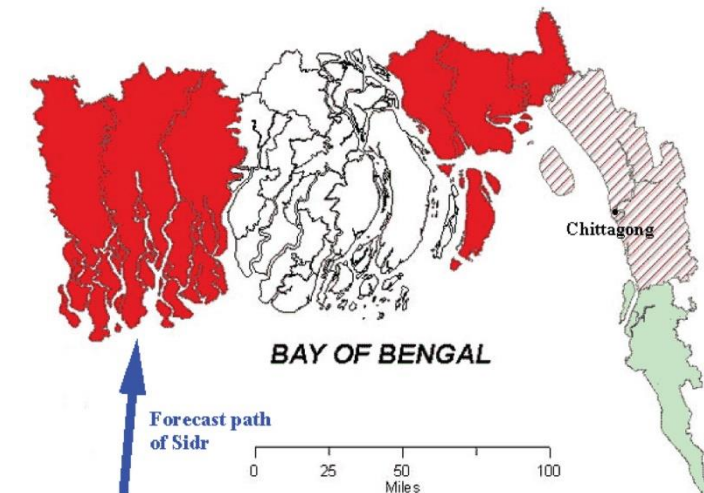 Chittagong
BAY OF BENGAL
Forecast path
of Sidr
0 25 50 100
Miles